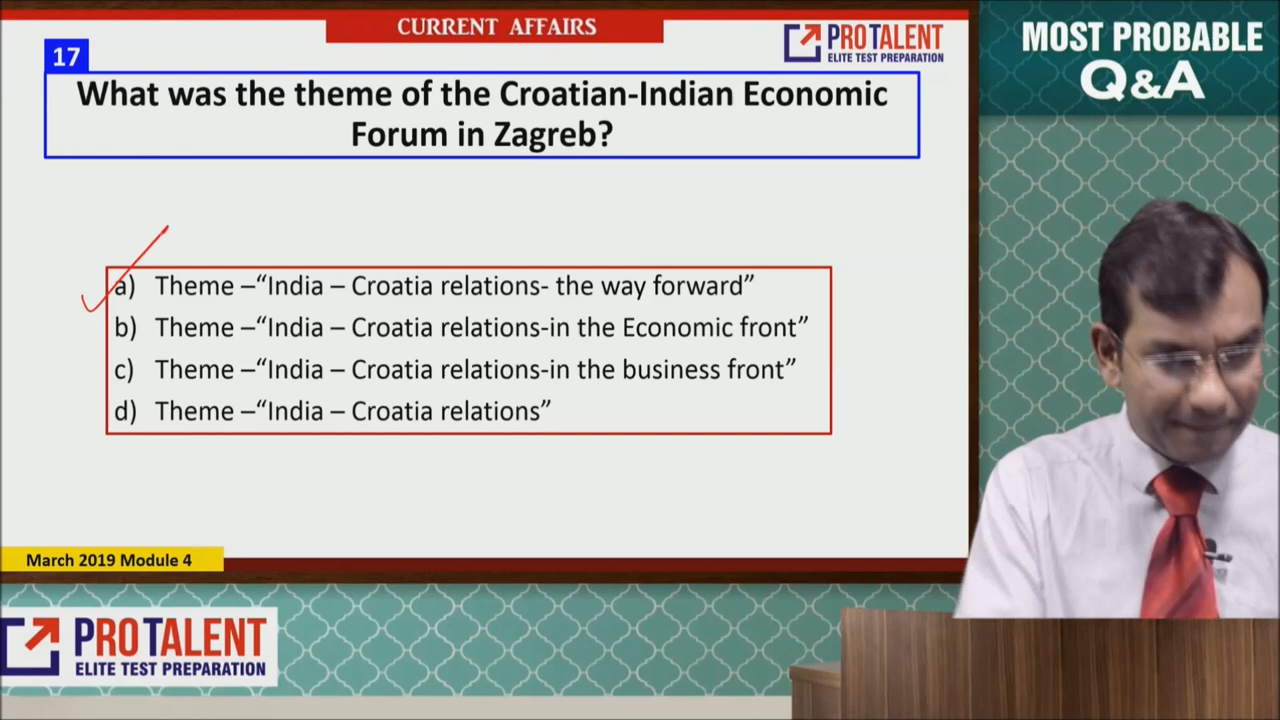 CURRENT AFFAIRS
PROTALENT
ELITE TEST PREPARATION
MOST PROBABLE
Q&A
17
What was the theme of the Croatian-Indian Economic
Forum in Zagreb?
a) Theme –“India – Croatia relations- the way forward”
b) Theme –“India – Croatia relations-in the Economic front”
c) Theme –“India – Croatia relations-in the business front”
d) Theme –“India – Croatia relations”
March 2019 Module 4
PROTALENT
ELITE TEST PREPARATION